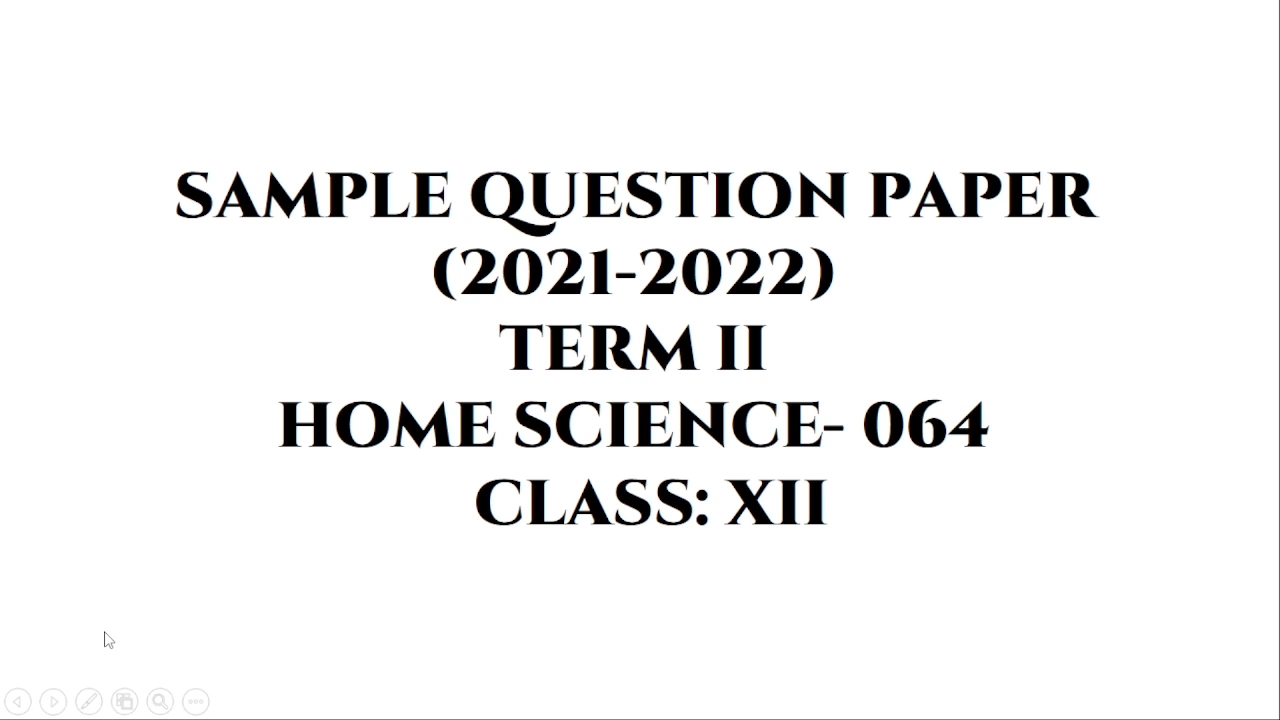 SAMPLE QUESTION PAPER
(2021-2022)
TERM II
HOME SCIENCE- 064
CLASS: XII